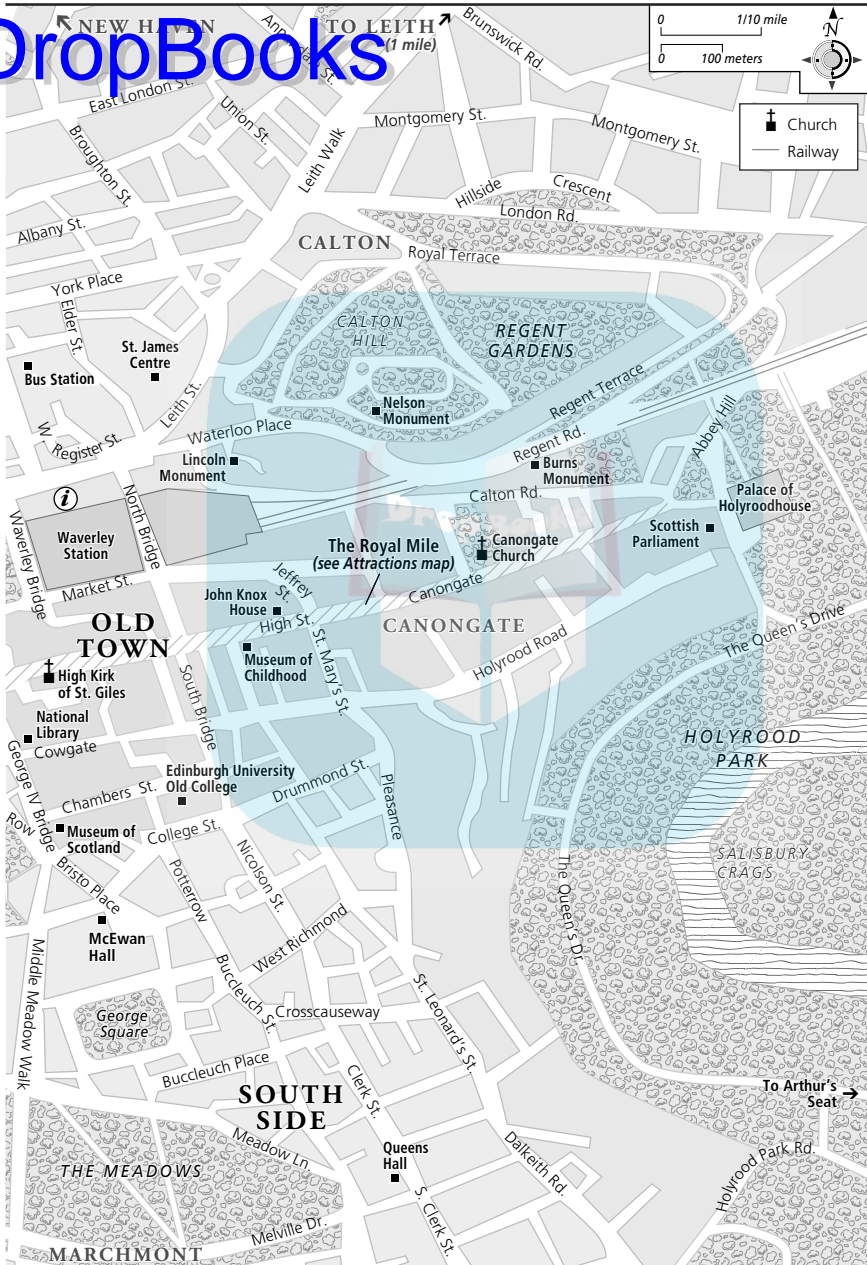 NEW HAVEN
TO LEITH
(1 mile)
DropBooks
Brunswick Rd.
0 1/10 mile
0 100 meters
N
Church
Railway
East London St.
Union St.
Montgomery St.
Montgomery St.
Broughton St.
Leith Walk
Hillside
Crescent
London Rd.
Albany St.
CALTON
Royal Terrace
York Place
Elder St.
CALTON
HILL
REGENT
GARDENS
St. James
Centre
Bus Station
Leith St.
Nelson
Monument
Regent Terrace
W. Register St.
Waterloo Place
Regent Rd.
Abbey Hill
Lincoln
Monument
Burns
Monument
Calton Rd.
i
North Bridge
Palace of
Holyroodhouse
DropBooks
Waverley Bridge
Waverley
Station
The Royal Mile
(see Attractions map)
Canongate
Church
Scottish
Parliament
Market St.
Jeffrey
St.
Canongate
John Knox
House
OLD
TOWN
High St.
CANONGATE
The Queen's Drive
St. Mary's St.
Holyrood Road
Museum of
Childhood
High Kirk
of St. Giles
South Bridge
National
Library
Cowgate
HOLYROOD
PARK
George IV Bridge
Edinburgh University
Old College
Drummond St.
Pleasance
Chambers St.
Row
Museum of
Scotland
College St.
SALISBURY
CRAGS
Bristo Place
Potterrow
Nicolson St.
The Queen's Dr.
McEwan
Hall
West Richmond
Middle Meadow Walk
Buccleuch St.
St. Leonard's St.
George
Square
Crosscauseway
Buccleuch Place
Clerk St.
To Arthur's
Seat
SOUTH
SIDE
Meadow Ln.
Queens
Hall
Dalkeith Rd.
Holyrood Park Rd.
THE MEADOWS
S. Clerk St.
Melville Dr.
MARCHMONT